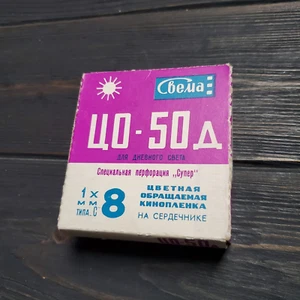 Свема
ЦО-50Д
ДЛЯ ДНЕВНОГО СВЕТА
Специальная перфорация „Супер"
1×8
ММ
ТИПА „С"
ЦВЕТНАЯ
ОБРАЩАЕМАЯ
КИНОПЛЕНКА
НА СЕРДЕЧНИКЕ